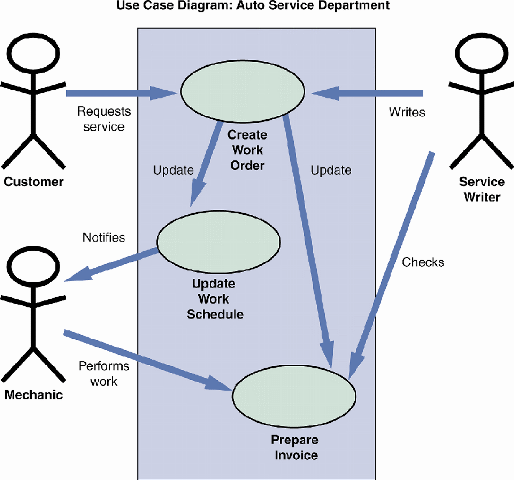 Use Case Diagram: Auto Service Department
Requests
service
Writes
Create
Work
Order
Customer
Service
Writer
Update
Update
Notifies
Checks
Update
Work
Schedule
Performs
work
Mechanic
Prepare
Invoice